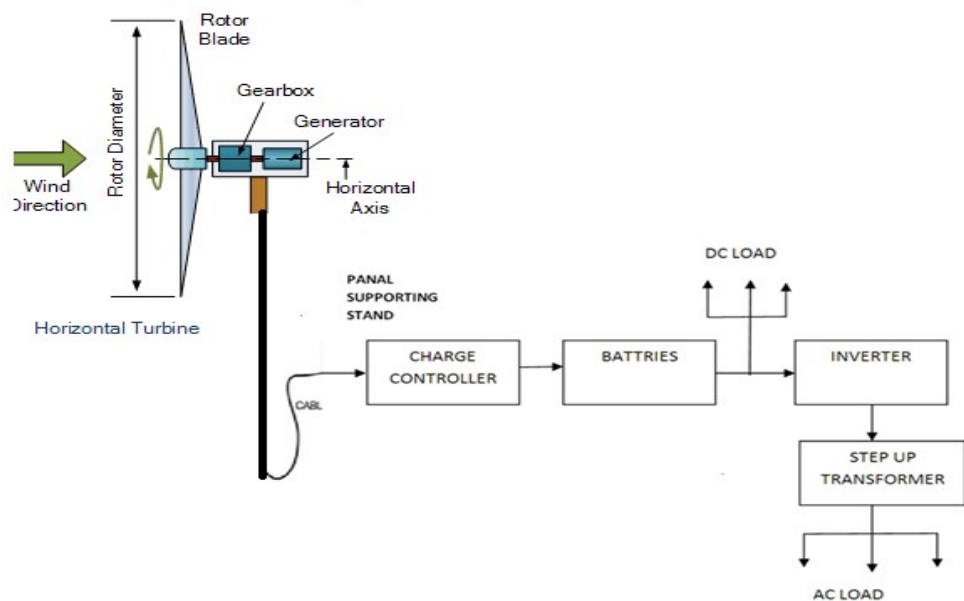 Rotor
Blade
Gearbox
Generator
Rotor Diameter
Wind
Direction
Horizontal
Axis
Horizontal Turbine
PANAL
SUPPORTING
STAND
CABL
CHARGE
CONTROLLER
BATTRIES
DC LOAD
INVERTER
STEP UP
TRANSFORMER
AC LOAD